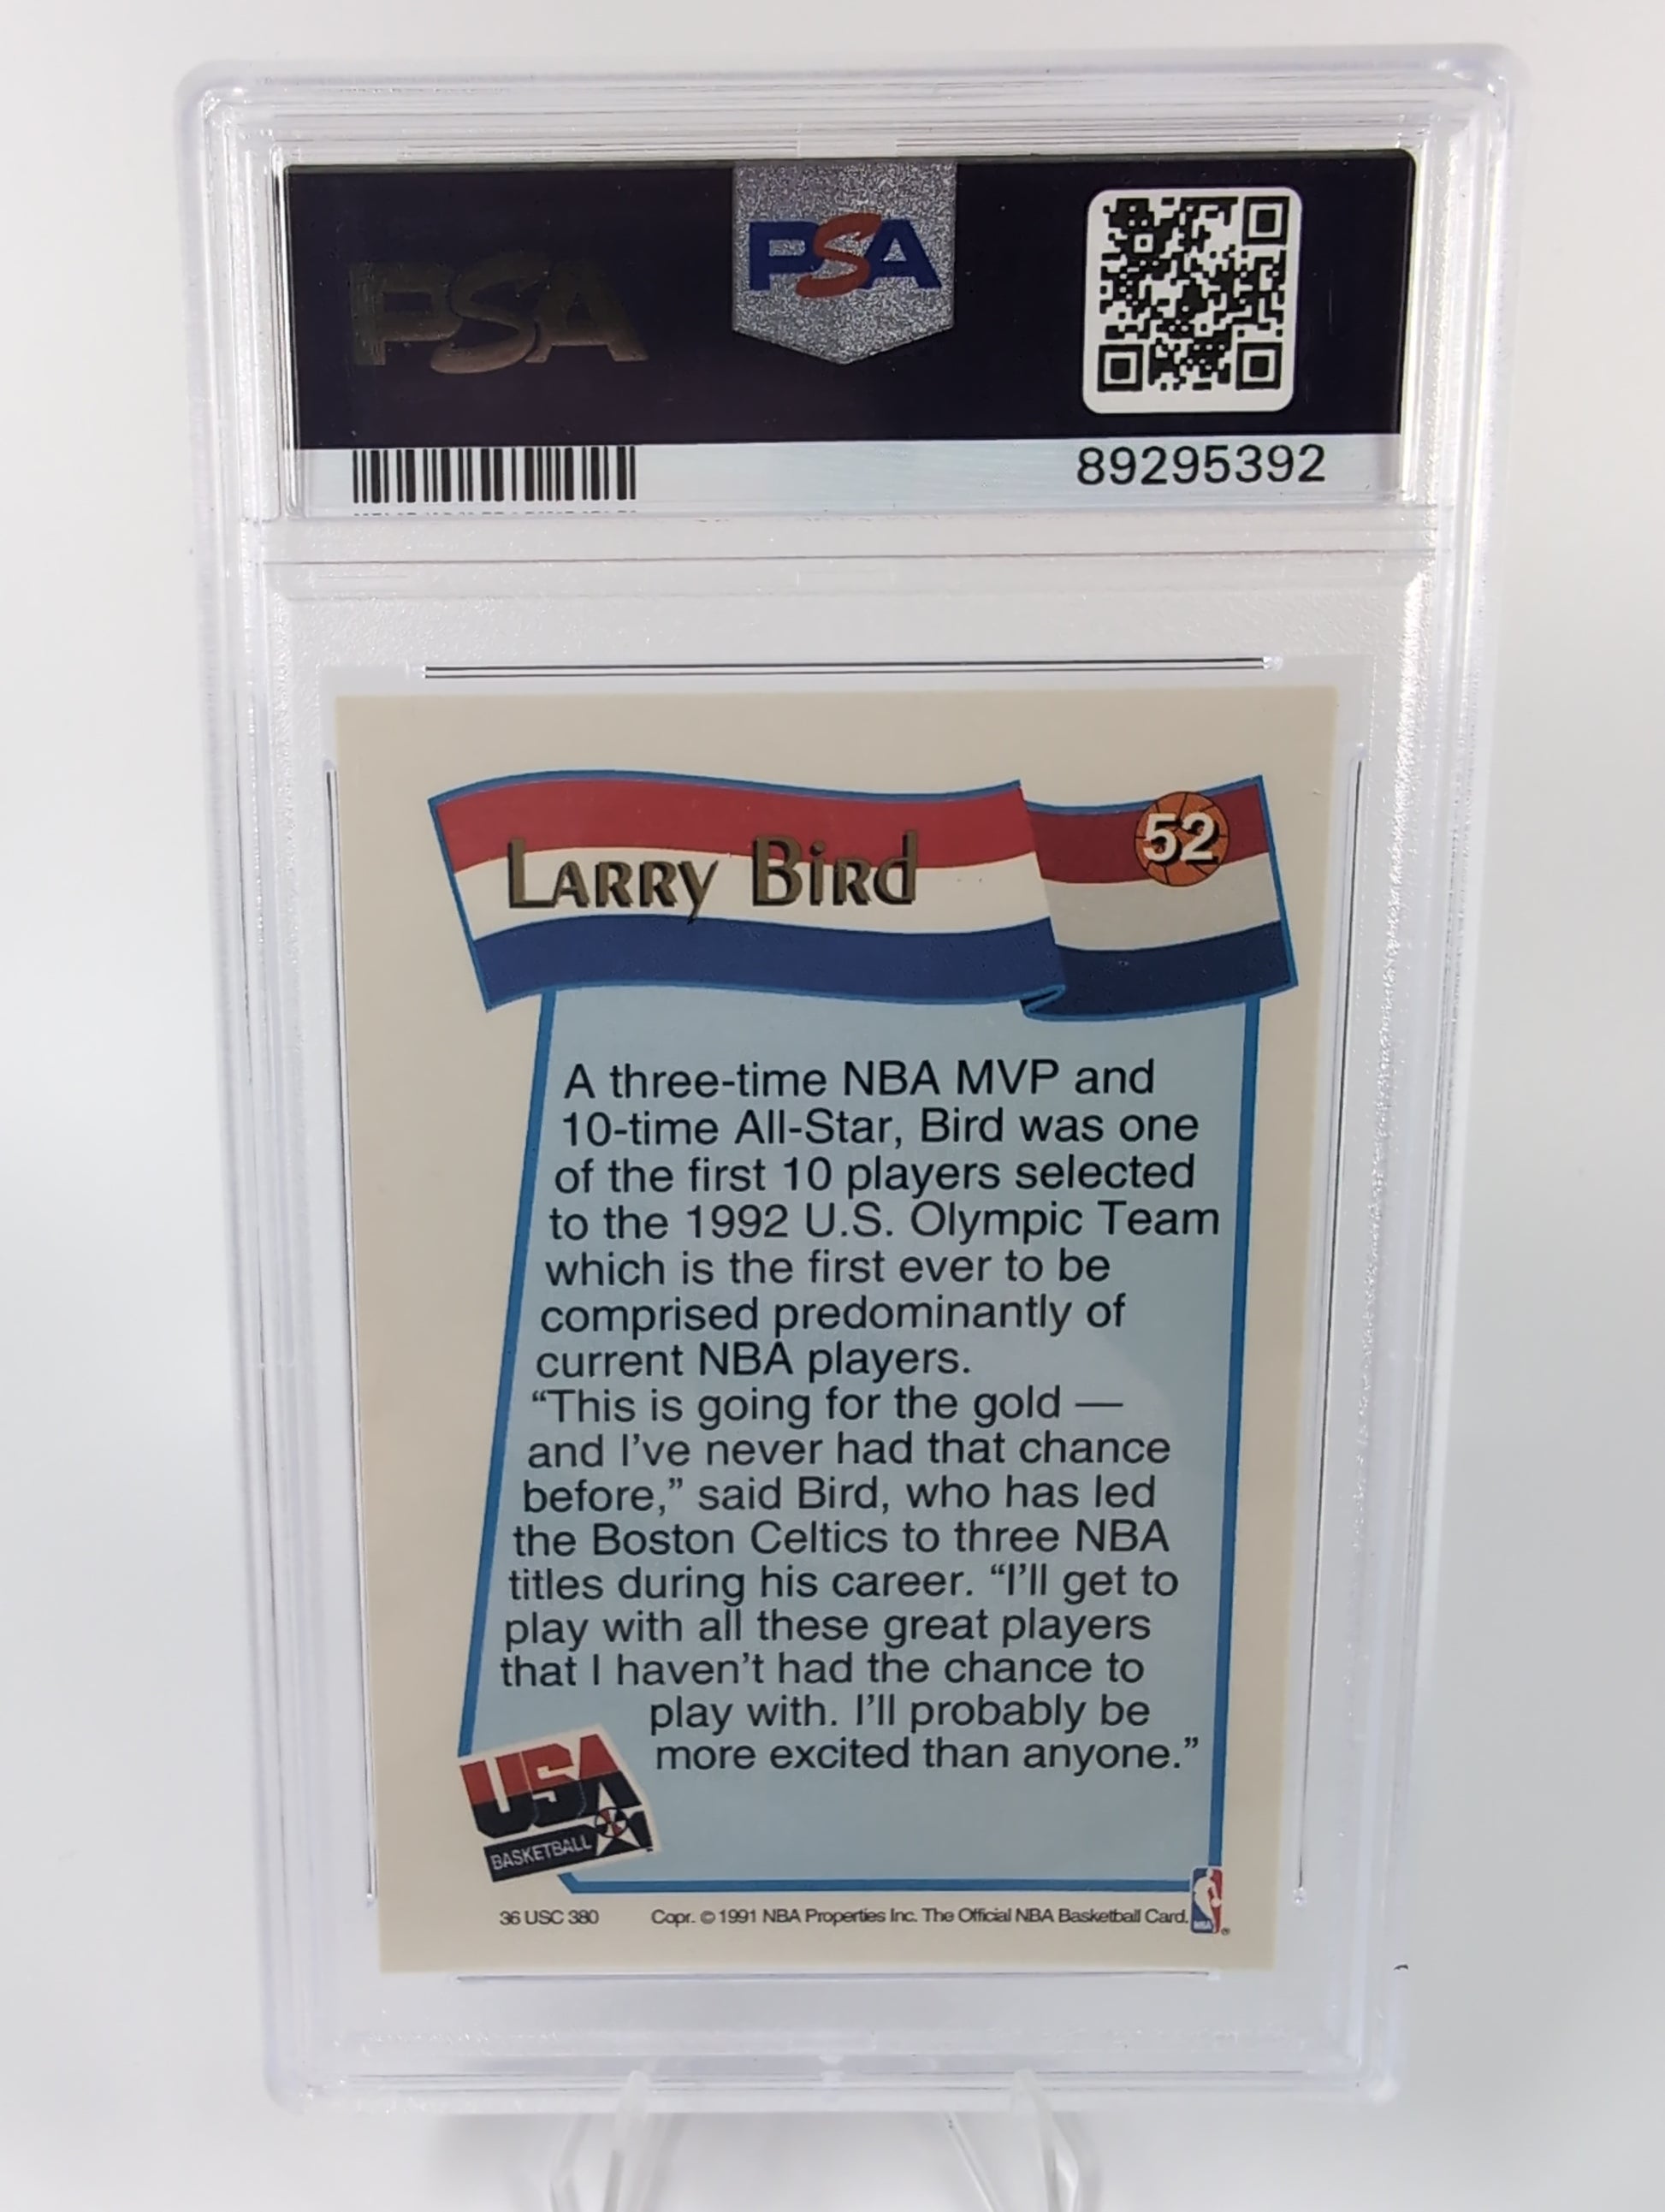 PSA
PSA
89295392
Larry Bird
52
A three-time NBA MVP and
10-time All-Star, Bird was one
of the first 10 players selected
to the 1992 U.S. Olympic Team
which is the first ever to be
comprised predominantly of
current NBA players.
“This is going for the gold —
and I’ve never had that chance
before,” said Bird, who has led
the Boston Celtics to three NBA
titles during his career. “I’ll get to
play with all these great players
that I haven’t had the chance to
play with. I’ll probably be
more excited than anyone.”
USA
BASKETBALL
36 USC 380
Copr. © 1991 NBA Properties Inc. The Official NBA Basketball Card.
NBA
®